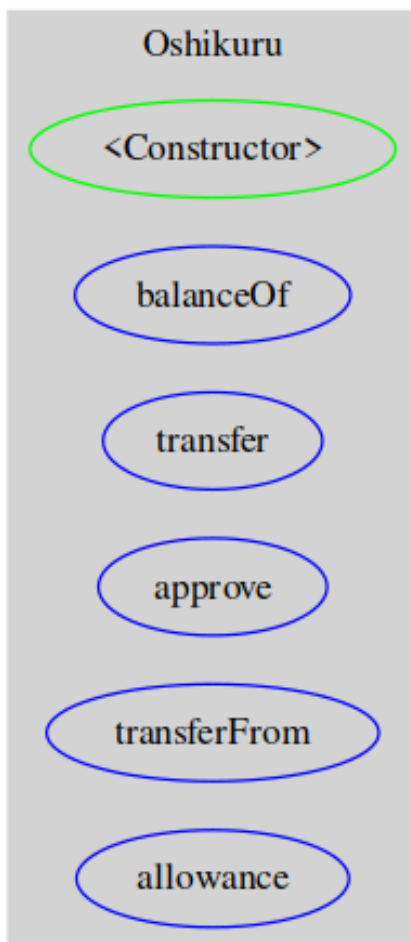 Oshikuru
<Constructor>
balanceOf
transfer
approve
transferFrom
allowance